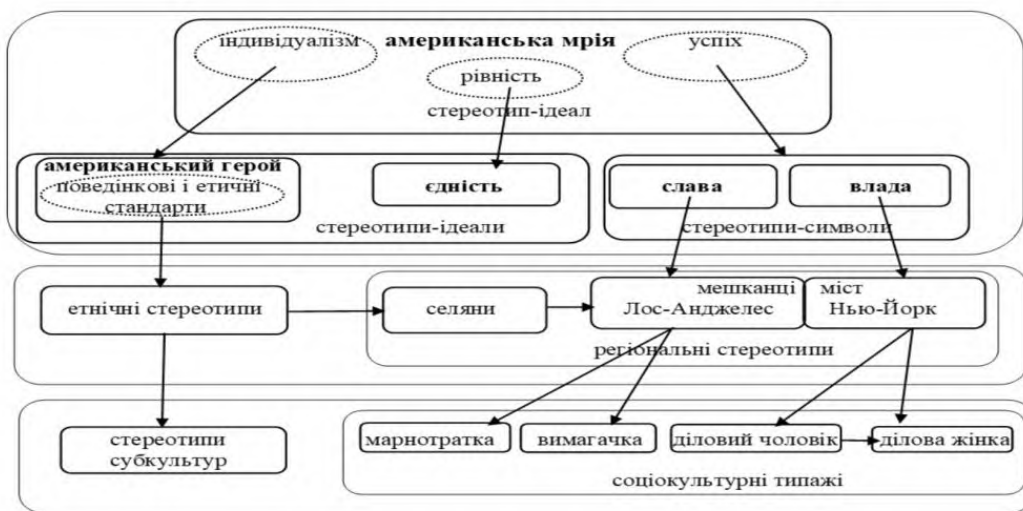 індивідуалізм американська мрія успіх
рівність
стереотип-ідеал
американський герой
поведінкові і етичні
стандарти
єдність
стереотипи-ідеали
слава
влада
стереотипи-символи
етнічні стереотипи
селяни
мешканці міст
Лос-Анджелес Нью-Йорк
регіональні стереотипи
стереотипи
субкультур
марнотратка
вимагачка
діловий чоловік
ділова жінка
соціокультурні типажі